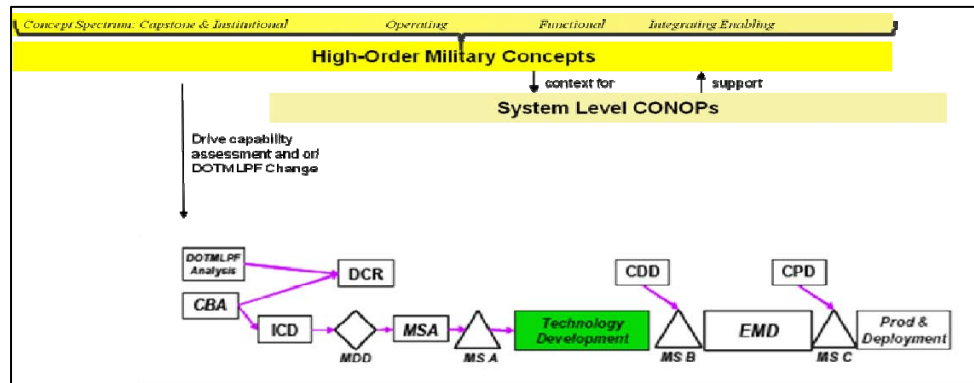 Concept Spectrum: Capstone & Institutional Operating Functional Integrating Enabling
High-Order Military Concepts
context for support
System Level CONOPs
Drive capability
assessment and or/
DOTMLPF Change
DOTMLPF
Analysis
DCR
CDD
CPD
CBA
ICD
MSA
Technology
Development
EMD
Prod &
Deployment
MDD
MS A
MS B
MS C